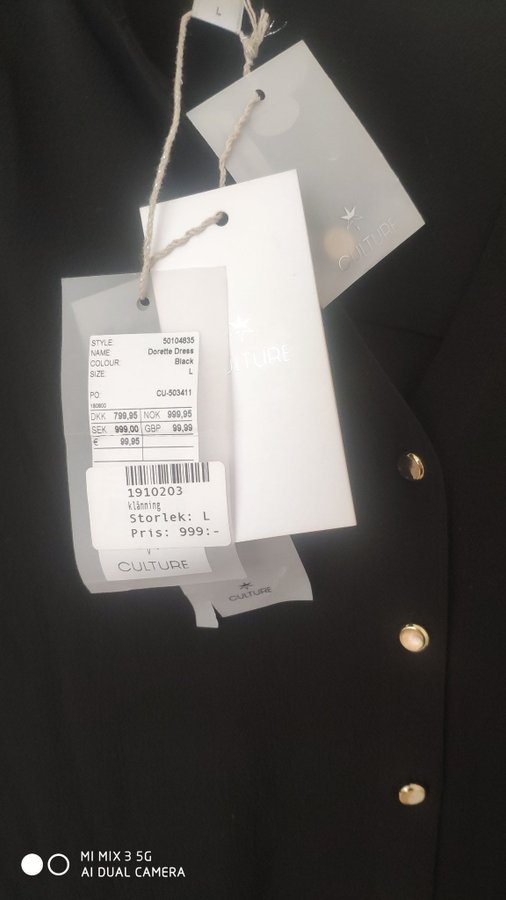 L
CULTURE
CULTURE
STYLE: 50104835
NAME Dorette Dress
COLOUR: Black
SIZE: L
PO: CU-503411
180800
DKK 799,95 NOK 999,95
SEK 999,00 GBP 99,99
€ 99,95
1910203
klänning
Storlek: L
Pris: 999:-
CULTURE
CULTURE
MI MIX 3 5G
AI DUAL CAMERA